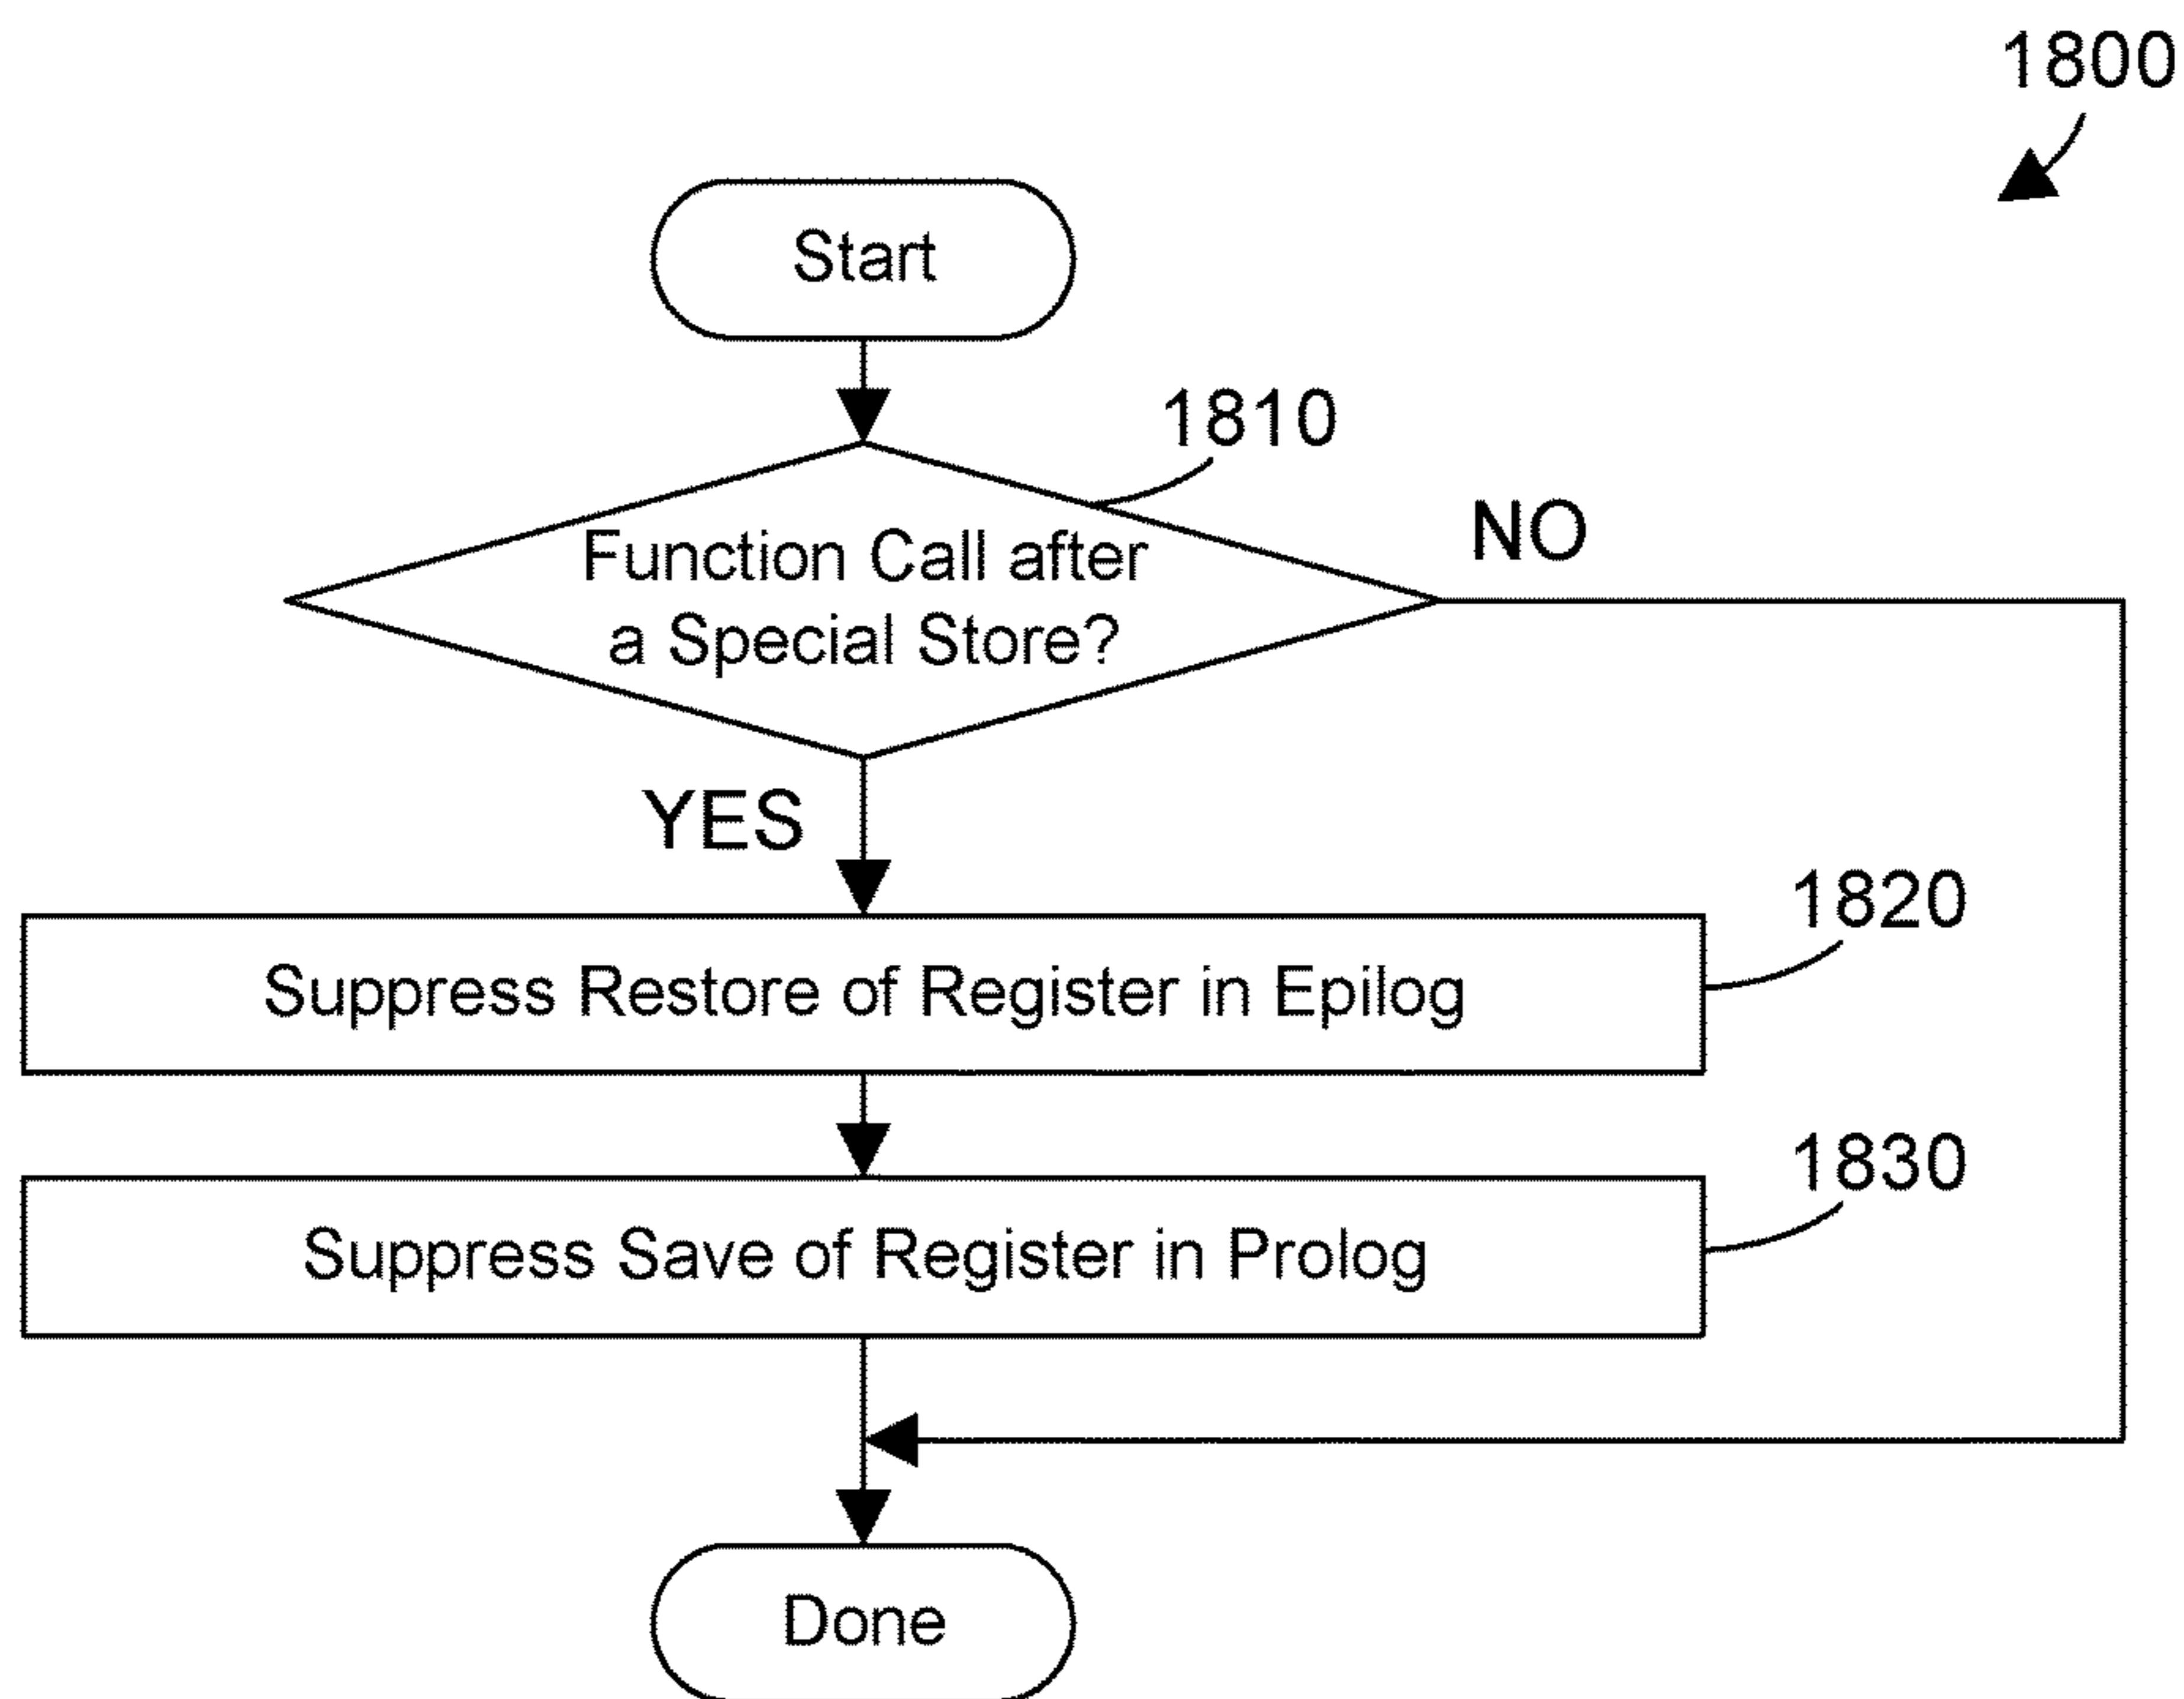 1800
Start
1810
NO
Function Call after
a Special Store?
YES
1820
Suppress Restore of Register in Epilog
1830
Suppress Save of Register in Prolog
Done